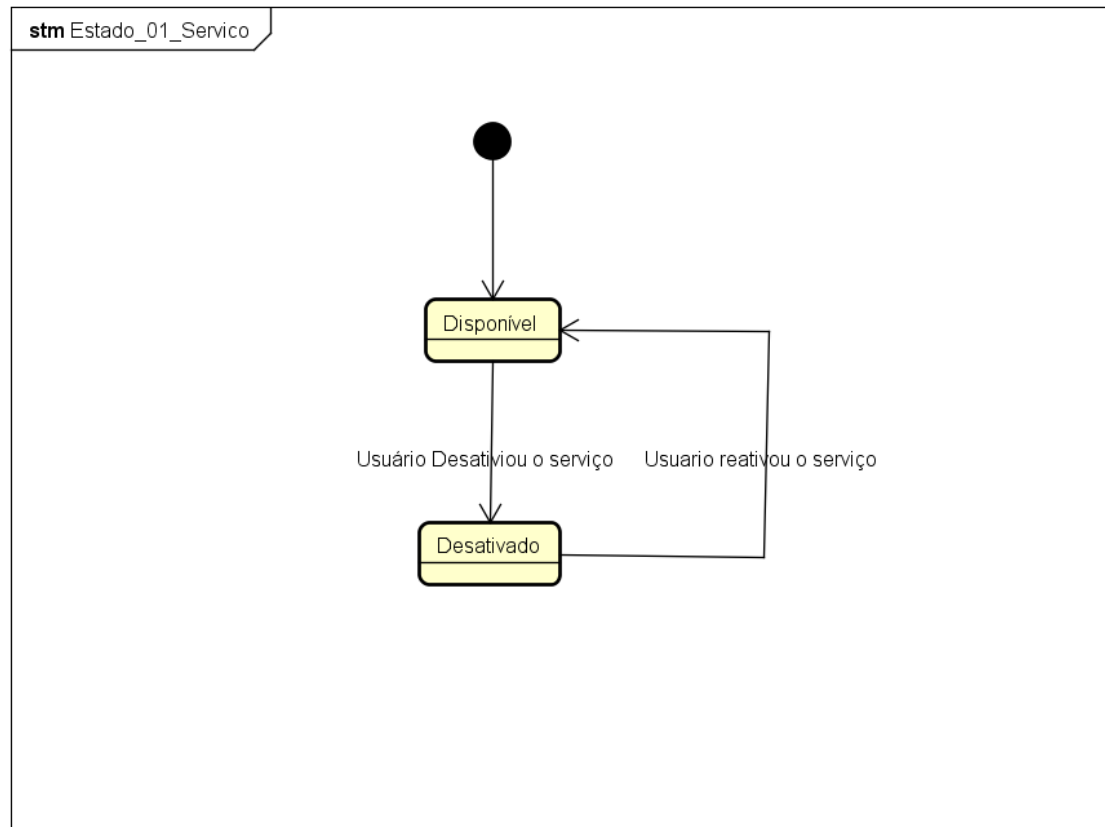 stm Estado_01_Servico
Disponível
Usuário Desativiou o serviço
Usuario reativou o serviço
Desativado